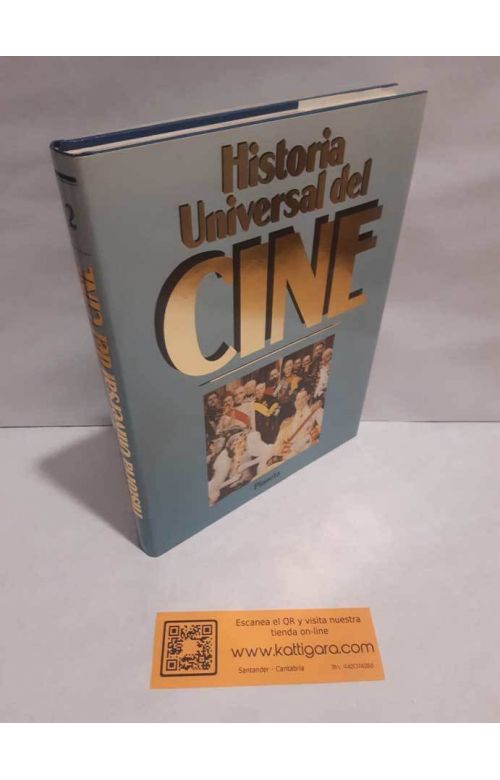 Historia
Universal del
CINE
Planeta
2
HISTORIA UNIVERSAL DEL CINE
Escanea el QR y visita nuestra
tienda on-line
www.kattigara.com
Santander - Cantabria